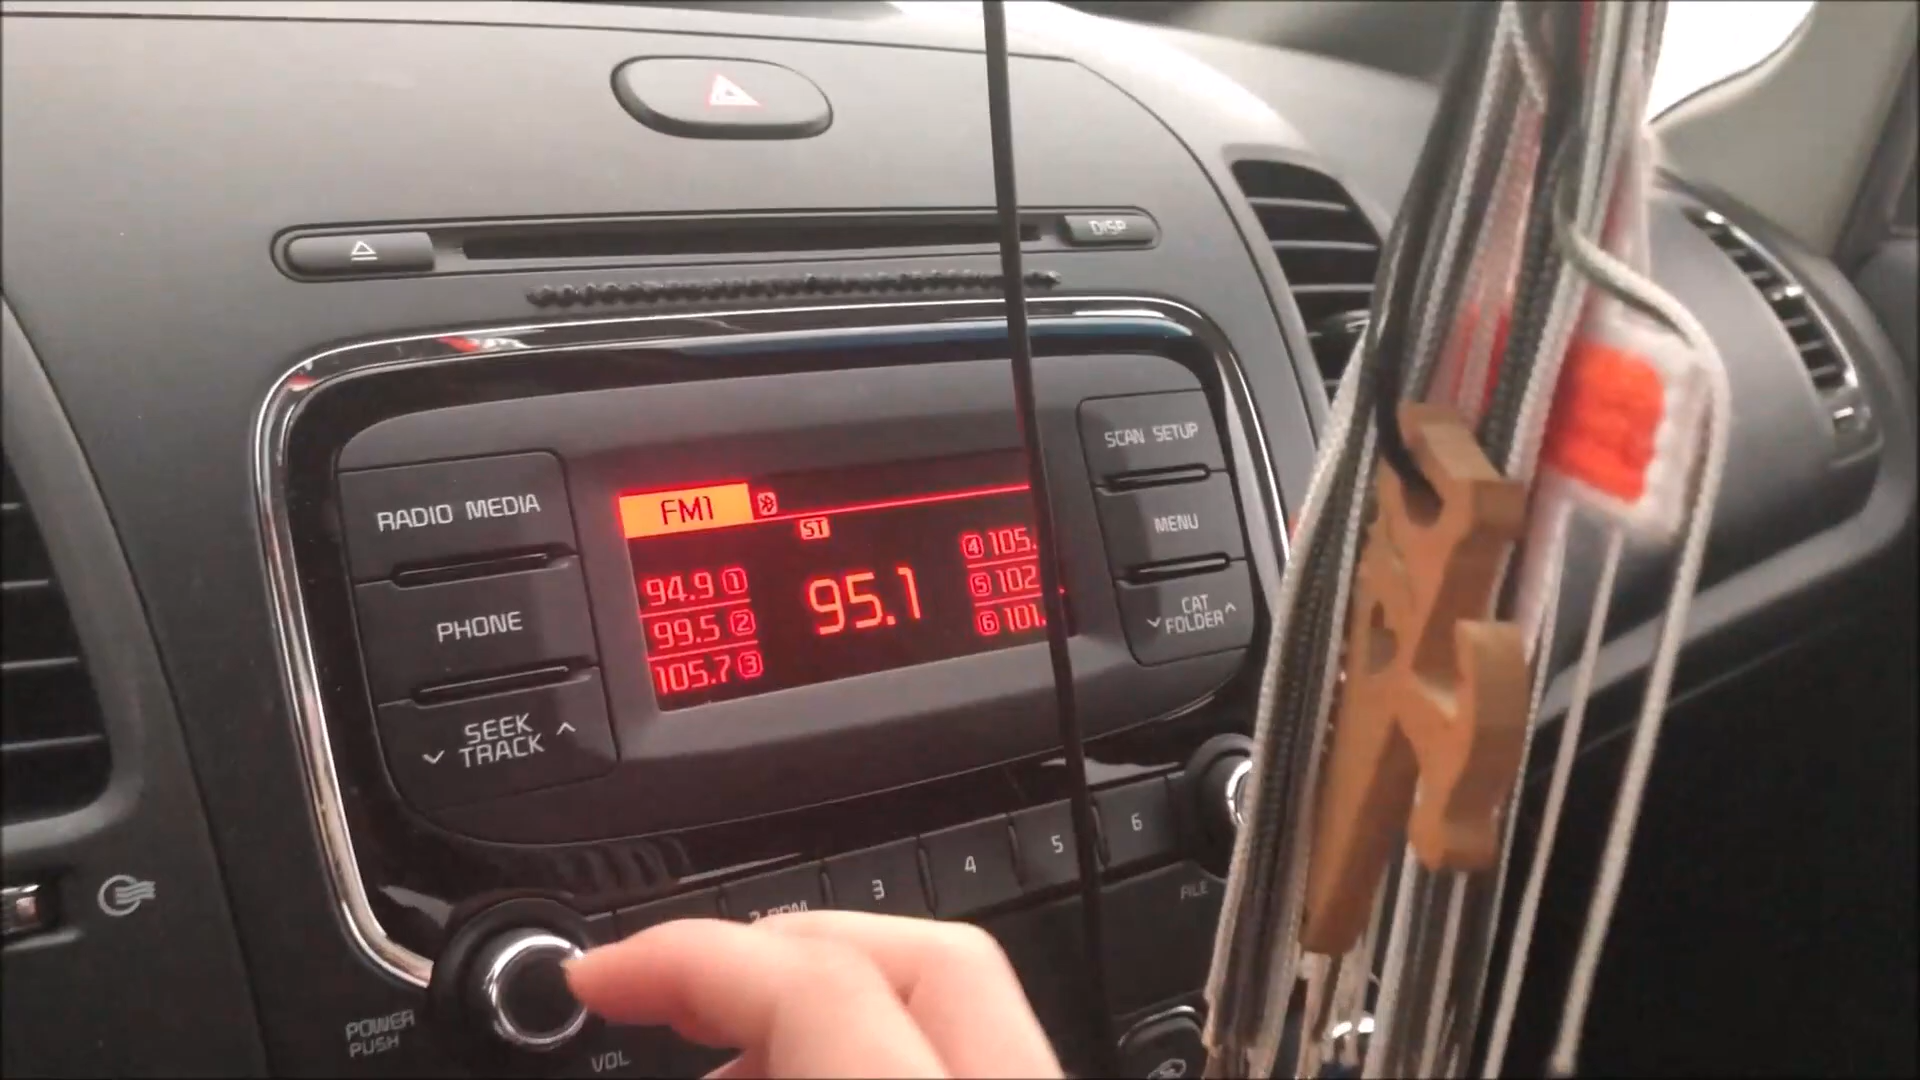 DISP
SCAN SETUP
RADIO MEDIA
FM1
ST
MENU
94.9 1
95.1
4 105.
99.5 2
5 102
105.7 3
6 101.
PHONE
CAT
FOLDER
SEEK
TRACK
3
4
5
6
FILE
POWER
PUSH
VOL